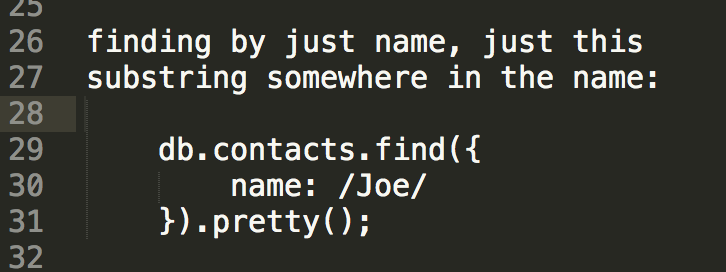 25
26 finding by just name, just this
27 substring somewhere in the name:
28
29 db.contacts.find({
30 name: /Joe/
31 }).pretty();
32